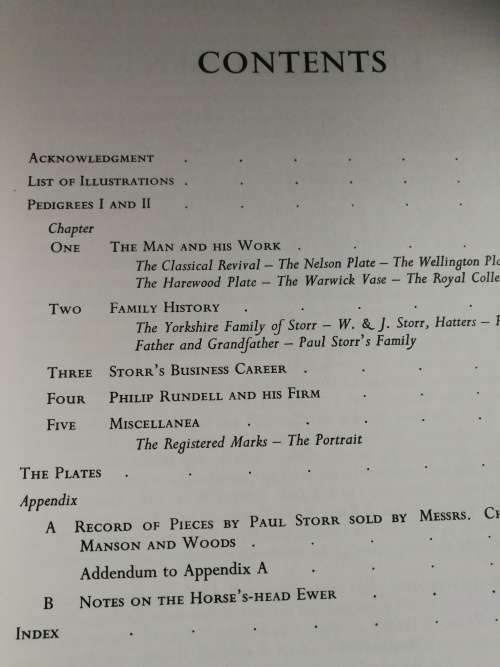 CONTENTS
ACKNOWLEDGMENT . . . . . .
LIST OF ILLUSTRATIONS . . . . . .
PEDIGREES I AND II . . . . . .
Chapter
ONE THE MAN AND HIS WORK . . . .
The Classical Revival – The Nelson Plate – The Wellington
The Harewood Plate – The Warwick Vase – The Royal
TWO FAMILY HISTORY . . . . .
The Yorkshire Family of Storr – W. & J. Storr, Hatters –
Father and Grandfather – Paul Storr's Family
THREE STORR'S BUSINESS CAREER . . . .
FOUR PHILIP RUNDELL AND HIS FIRM . . .
FIVE MISCELLANEA . . . . .
The Registered Marks – The Portrait
THE PLATES . . . . . . .
Appendix
A RECORD OF PIECES BY PAUL STORR SOLD BY MESSRS.
MANSON AND WOODS . . . . .
Addendum to Appendix A . . . .
B NOTES ON THE HORSE'S-HEAD EWER . . .
INDEX . . . . . . .